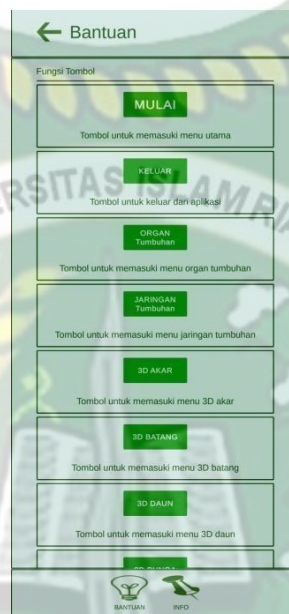 Bantuan
Fungsi Tombol
MULAI
Tombol untuk memasuki menu utama
KELUAR
Tombol untuk keluar dari aplikasi
ORGAN
Tumbuhan
Tombol untuk memasuki menu organ tumbuhan
JARINGAN
Tumbuhan
Tombol untuk memasuki menu jaringan tumbuhan
3D AKAR
Tombol untuk memasuki menu 3D akar
3D BATANG
Tombol untuk memasuki menu 3D batang
3D DAUN
Tombol untuk memasuki menu 3D daun
BANTUAN
INFO